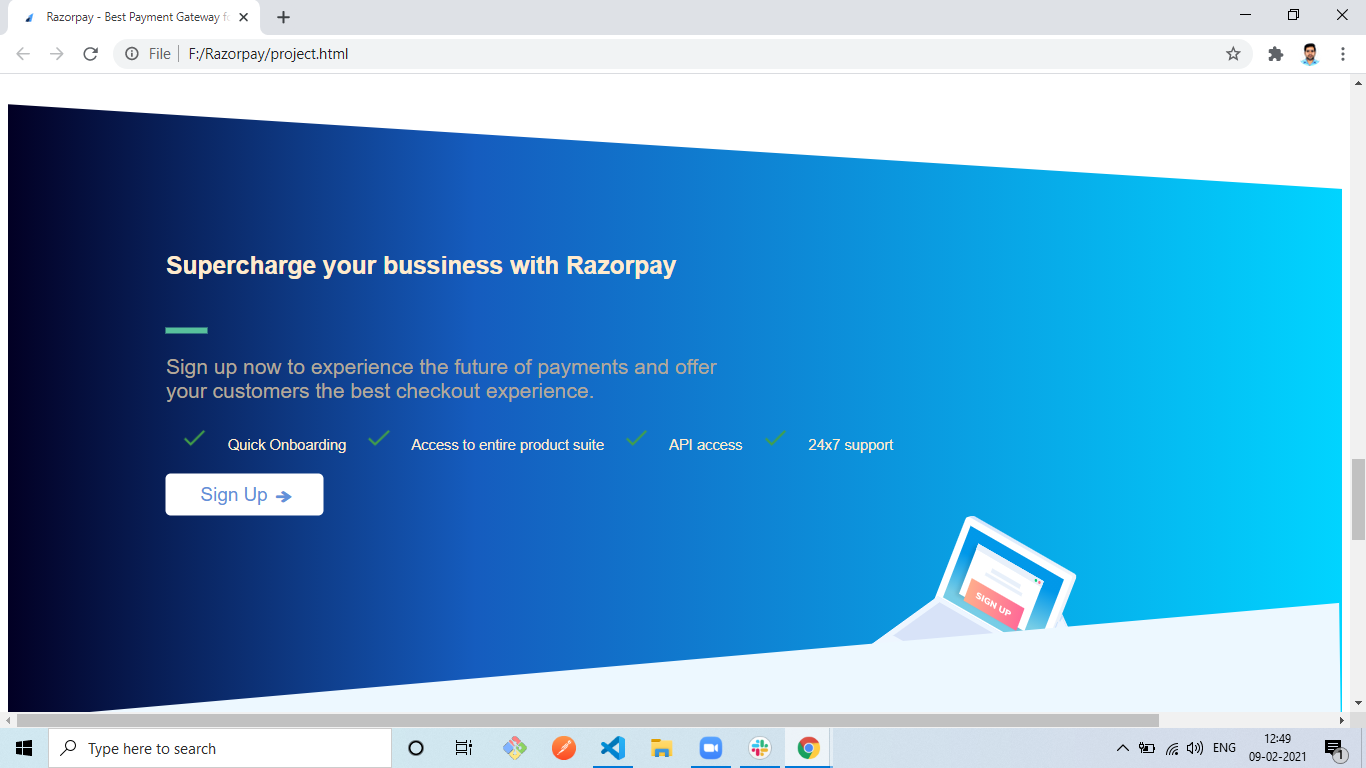 Razorpay - Best Payment Gateway fo
File
F:/Razorpay/project.html
Supercharge your bussiness with Razorpay
Sign up now to experience the future of payments and offer
your customers the best checkout experience.
Quick Onboarding Access to entire product suite API access 24x7 support
Sign Up
SIGN UP
Type here to search
ENG
12:49
09-02-2021
1